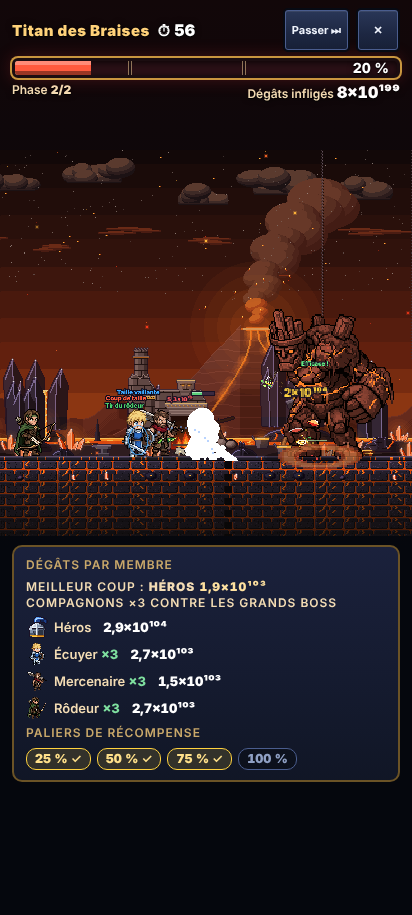 Titan des Braises ⏱ 56
Passer ⏭
×
20 %
Phase 2/2
Dégâts infligés 8×10¹⁹⁹
Taille vaillante
Coup de taille
Tir du rôdeur
DÉGÂTS PAR MEMBRE
MEILLEUR COUP : HÉROS 1,9×10¹⁰³
COMPAGNONS ×3 CONTRE LES GRANDS BOSS
Héros 2,9×10¹⁰⁴
Écuyer ×3 2,7×10¹⁰³
Mercenaire ×3 1,5×10¹⁰³
Rôdeur ×3 2,7×10¹⁰³
PALIERS DE RÉCOMPENSE
25 % ✓ 50 % ✓ 75 % ✓ 100 %